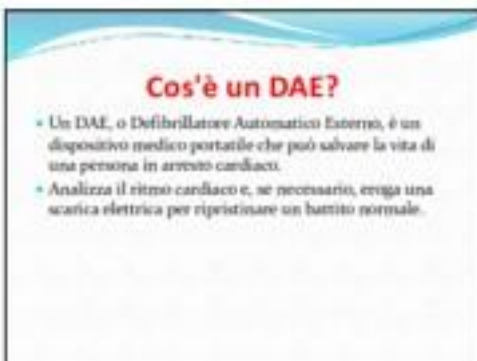 Cos'è un DAE?
• Un DAE, o Defibrillatore Automatico Esterno, è un
dispositivo medico portatile che può salvare la vita di
una persona in arresto cardiaco.
• Analizza il ritmo cardiaco e, se necessario, eroga una
scarica elettrica per ripristinare un battito normale.